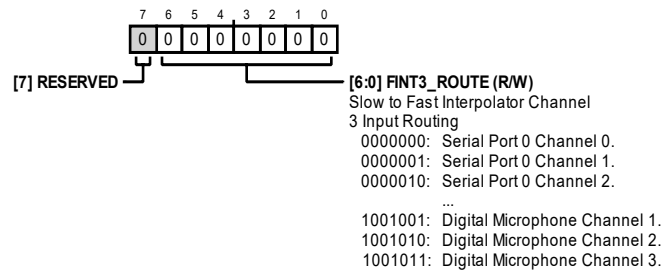 7 6 5 4 3 2 1 0
0 0 0 0 0 0 0 0
[7] RESERVED
[6:0] FINT3_ROUTE (R/W)
Slow to Fast Interpolator Channel
3 Input Routing
0000000: Serial Port 0 Channel 0.
0000001: Serial Port 0 Channel 1.
0000010: Serial Port 0 Channel 2.
...
1001001: Digital Microphone Channel 1.
1001010: Digital Microphone Channel 2.
1001011: Digital Microphone Channel 3.